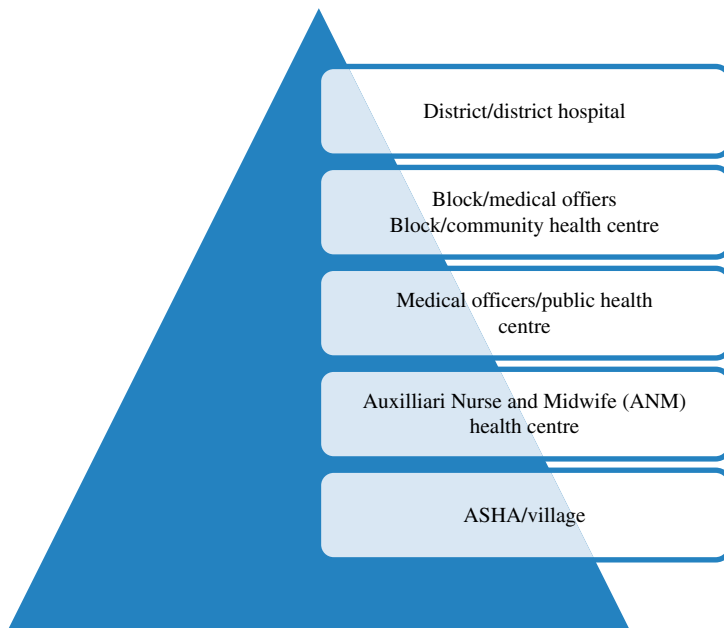 District/district hospital
Block/medical offiers
Block/community health centre
Medical officers/public health
centre
Auxilliari Nurse and Midwife (ANM)
health centre
ASHA/village